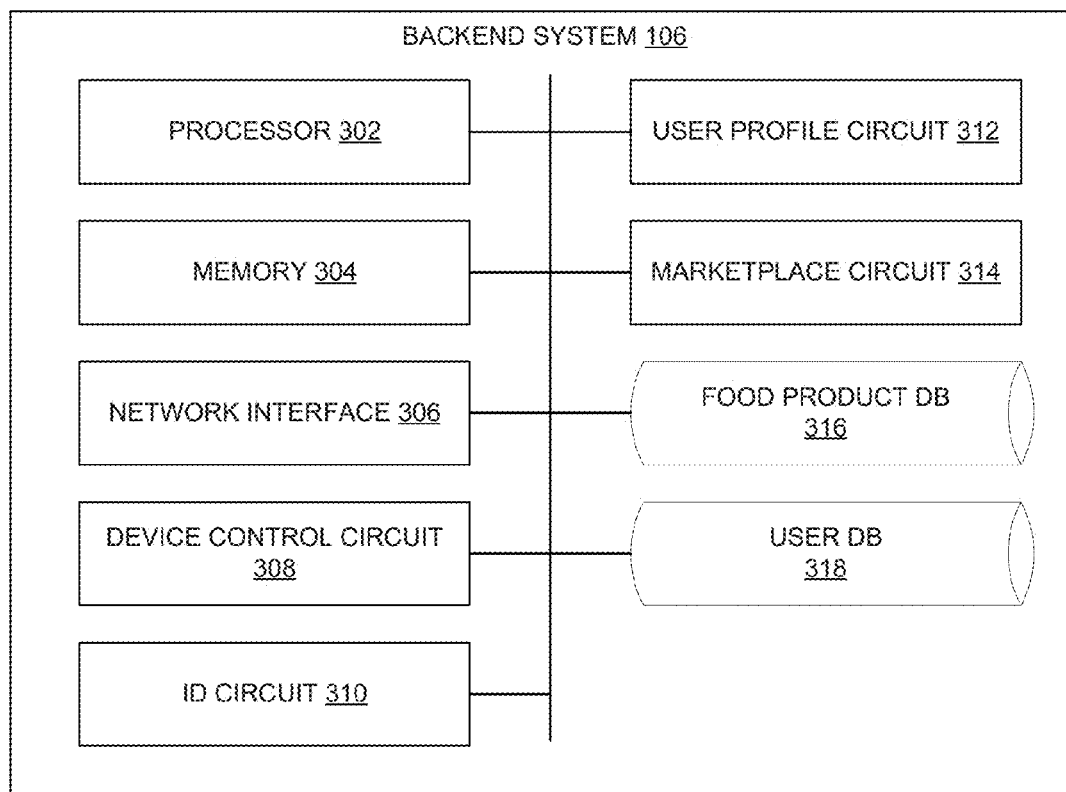 BACKEND SYSTEM 106
PROCESSOR 302
USER PROFILE CIRCUIT 312
MEMORY 304
MARKETPLACE CIRCUIT 314
NETWORK INTERFACE 306
FOOD PRODUCT DB
316
DEVICE CONTROL CIRCUIT
308
USER DB
318
ID CIRCUIT 310